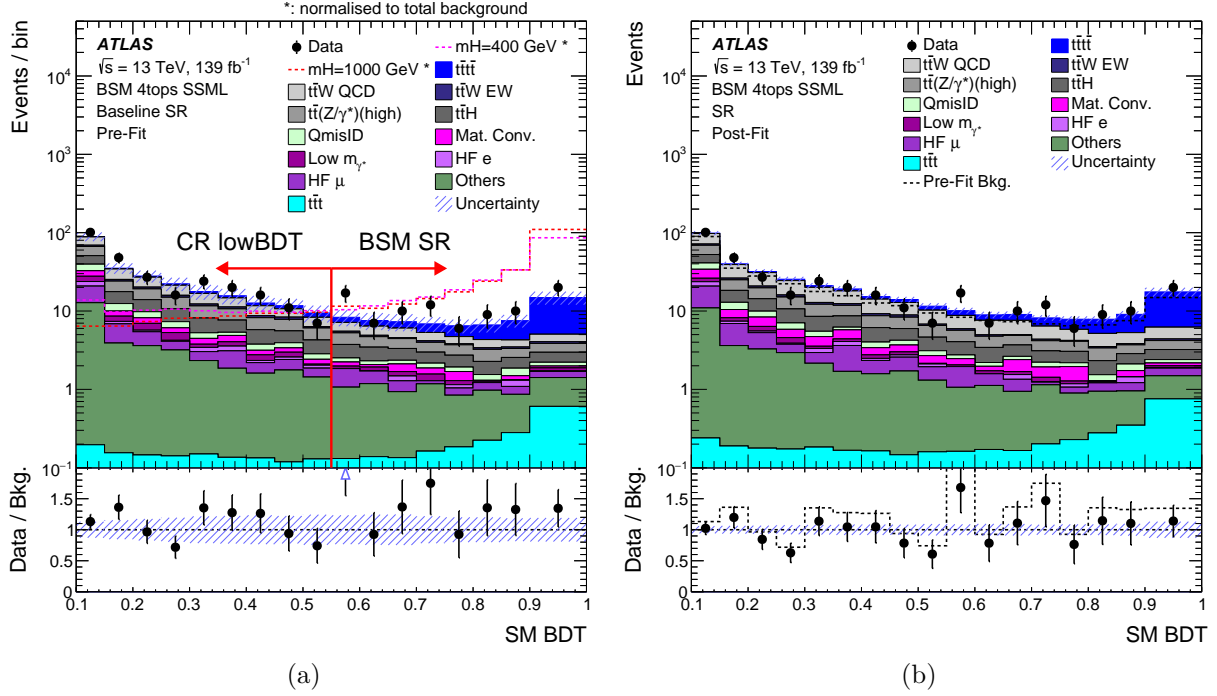 *: normalised to total background
Events / bin
ATLAS
√s = 13 TeV, 139 fb⁻¹
BSM 4tops SSML
Baseline SR
Pre-Fit
Data
mH=400 GeV *
mH=1000 GeV *
tt̄tt̄
tt̄W QCD
tt̄W EW
tt̄(Z/γ*)(high)
tt̄H
QmisID
Mat. Conv.
Low m_γ*
HF e
HF μ
Others
tt̄t
Uncertainty
10⁴
10³
10²
10
1
10⁻¹
CR lowBDT
BSM SR
Data / Bkg.
1.5
1
0.5
0
0.1 0.2 0.3 0.4 0.5 0.6 0.7 0.8 0.9 1
SM BDT
(a)
Events
ATLAS
√s = 13 TeV, 139 fb⁻¹
BSM 4tops SSML
SR
Post-Fit
Data
tt̄tt̄
tt̄W QCD
tt̄W EW
tt̄(Z/γ*)(high)
tt̄H
QmisID
Mat. Conv.
Low m_γ*
HF e
HF μ
Others
tt̄t
Uncertainty
Pre-Fit Bkg.
10⁴
10³
10²
10
1
10⁻¹
Data / Bkg.
1.5
1
0.5
0
0.1 0.2 0.3 0.4 0.5 0.6 0.7 0.8 0.9 1
SM BDT
(b)